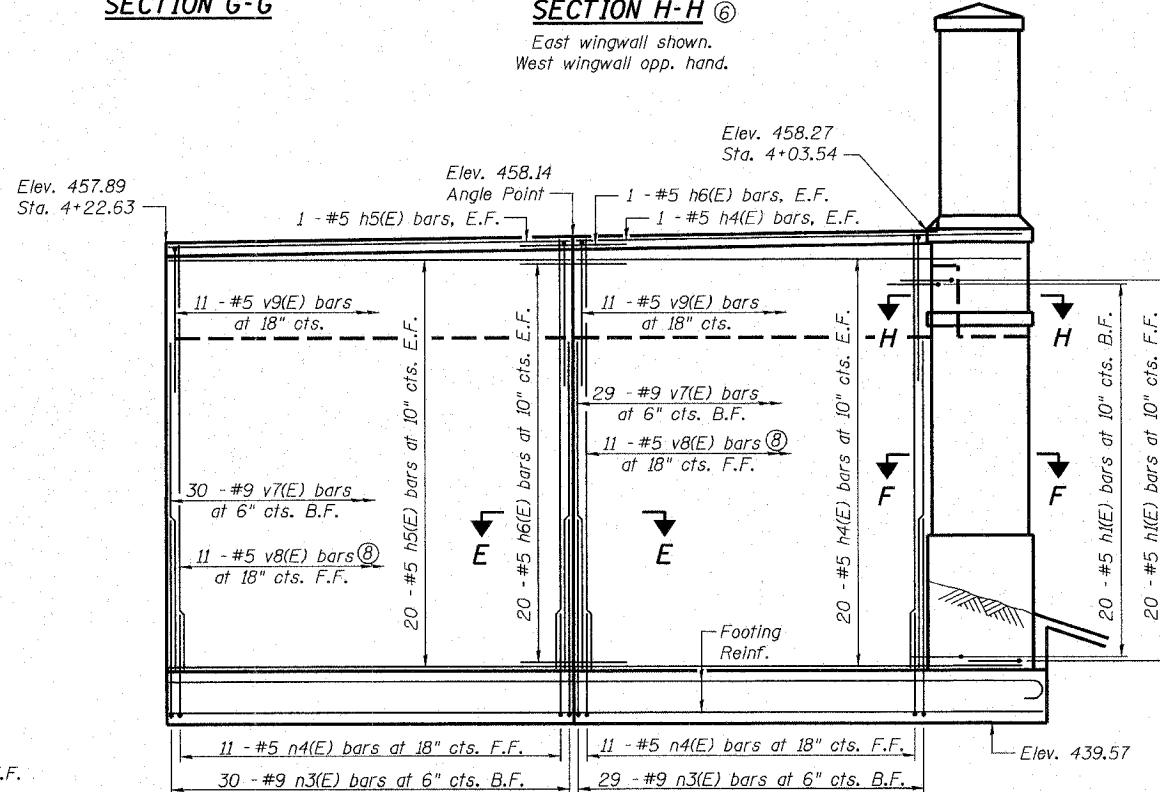 SECTION G-G
SECTION H-H ⑥
East wingwall shown.
West wingwall opp. hand.
Elev. 458.27
Sta. 4+03.54
Elev. 457.89
Sta. 4+22.63
Elev. 458.14
Angle Point
1 - #5 h6(E) bars, E.F.
1 - #5 h5(E) bars, E.F.
1 - #5 h4(E) bars, E.F.
11 - #5 v9(E) bars
at 18" cts.
11 - #5 v9(E) bars
at 18" cts.
H
H
29 - #9 v7(E) bars
at 6" cts. B.F.
11 - #5 v8(E) bars ⑧
at 18" cts. F.F.
30 - #9 v7(E) bars
at 6" cts. B.F.
11 - #5 v8(E) bars ⑧
at 18" cts. F.F.
20 - #5 h5(E) bars at 10" cts. E.F.
20 - #5 h6(E) bars at 10" cts. E.F.
20 - #5 h4(E) bars at 10" cts. E.F.
20 - #5 h1(E) bars at 10" cts. B.F.
20 - #5 h1(E) bars at 10" cts. F.F.
F
F
E
E
Footing
Reinf.
11 - #5 n4(E) bars at 18" cts. F.F.
11 - #5 n4(E) bars at 18" cts. F.F.
Elev. 439.57
30 - #9 n3(E) bars at 6" cts. B.F.
29 - #9 n3(E) bars at 6" cts. B.F.
F.F.